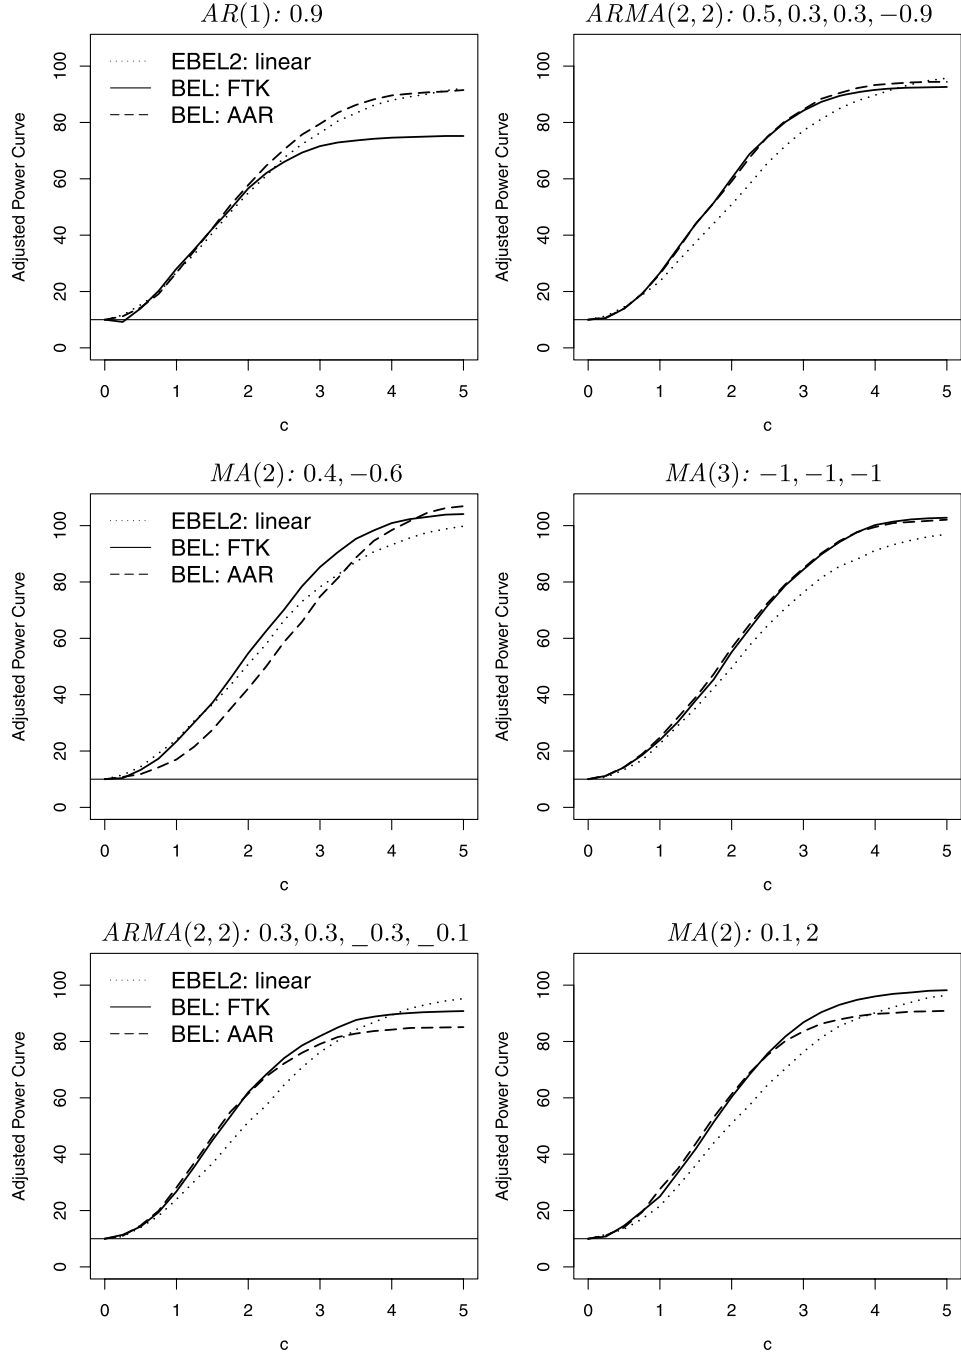 AR(1): 0.9
EBEL2: linear
BEL: FTK
BEL: AAR
Adjusted Power Curve
0 20 40 60 80 100
0 1 2 3 4 5
c
ARMA(2, 2): 0.5, 0.3, 0.3, −0.9
Adjusted Power Curve
0 20 40 60 80 100
0 1 2 3 4 5
c
MA(2): 0.4, −0.6
EBEL2: linear
BEL: FTK
BEL: AAR
Adjusted Power Curve
0 20 40 60 80 100
0 1 2 3 4 5
c
MA(3): −1, −1, −1
Adjusted Power Curve
0 20 40 60 80 100
0 1 2 3 4 5
c
ARMA(2, 2): 0.3, 0.3, _0.3, _0.1
EBEL2: linear
BEL: FTK
BEL: AAR
Adjusted Power Curve
0 20 40 60 80 100
0 1 2 3 4 5
c
MA(2): 0.1, 2
Adjusted Power Curve
0 20 40 60 80 100
0 1 2 3 4 5
c